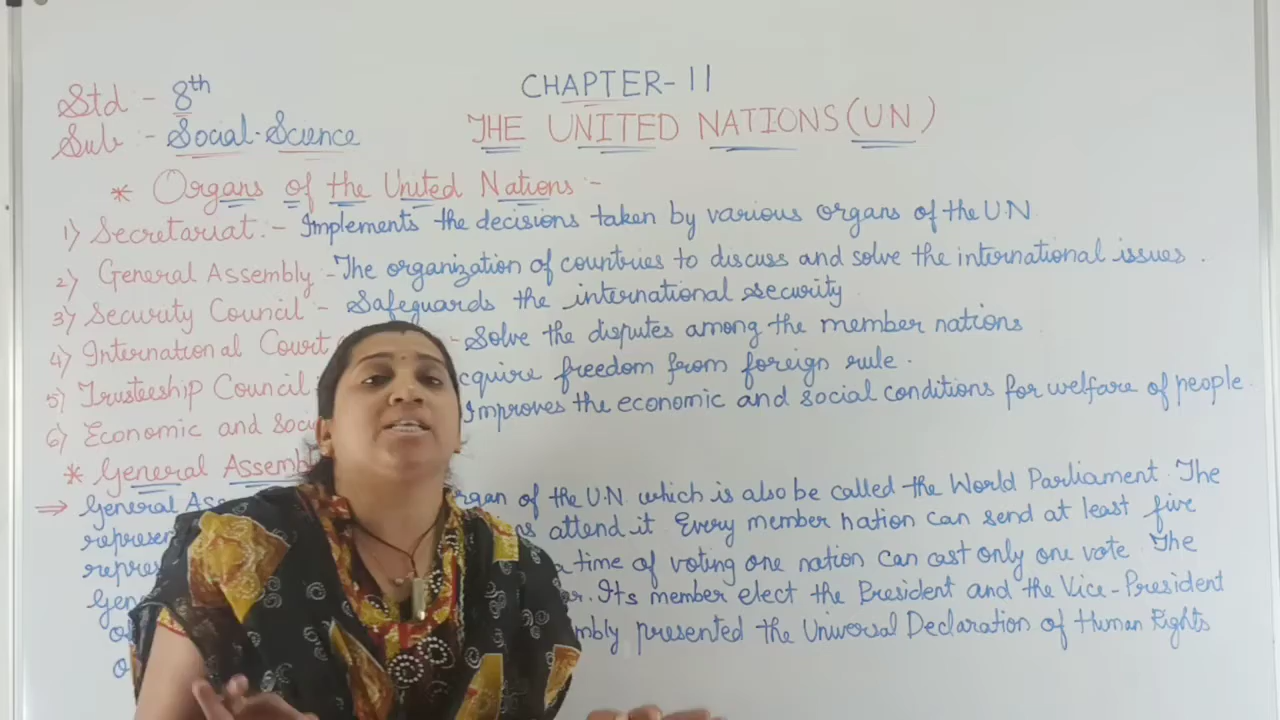 Std :- 8th
Sub :- Social-Science
CHAPTER-11
THE UNITED NATIONS (UN)
* Organs of the United Nations :-
1) Secretariat :- Implements the decisions taken by various organs of the U.N.
2) General Assembly - The organization of countries to discuss and solve the international issues .
3) Security Council - Safeguards the international security
4) International Court - Solve the disputes among the member nations
5) Trusteeship Council cquire freedom from foreign rule .
6) Economic and Soci Improves the economic and social conditions for welfare of people
* General Assemb
⇒ General Ass rgan of the U.N. which is also be called the World Parliament. The
represen ns attend it. Every member nation can send at least five
repres time of voting one nation can cast only one vote. The
Gen Its member elect the President and the Vice-President
mbly presented the Universal Declaration of Human Rights